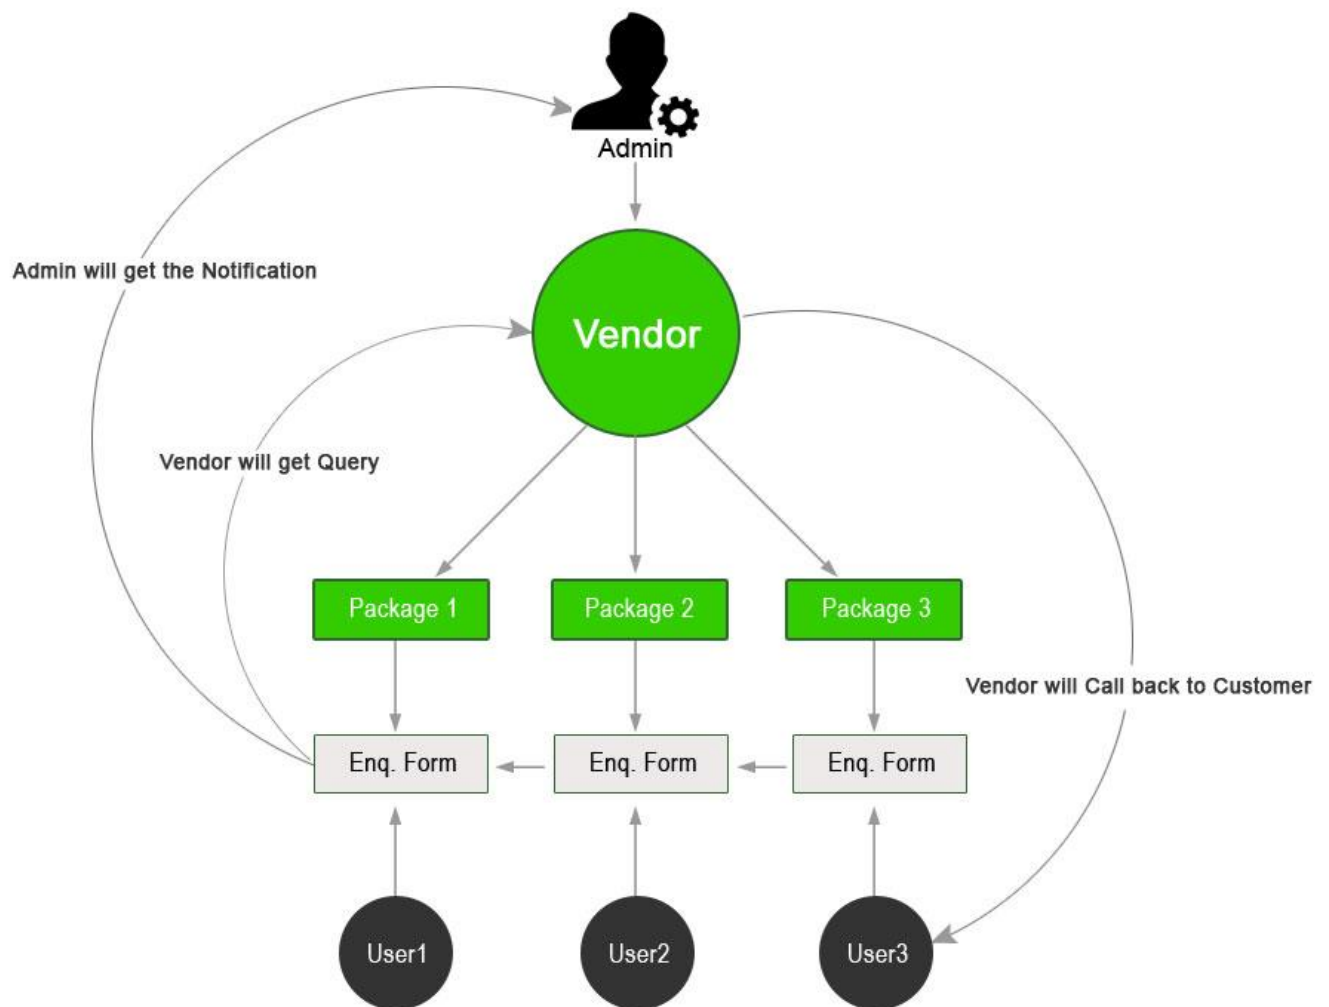 Admin
Admin will get the Notification
Vendor
Vendor will get Query
Package 1
Package 2
Package 3
Vendor will Call back to Customer
Enq. Form
Enq. Form
Enq. Form
User1
User2
User3